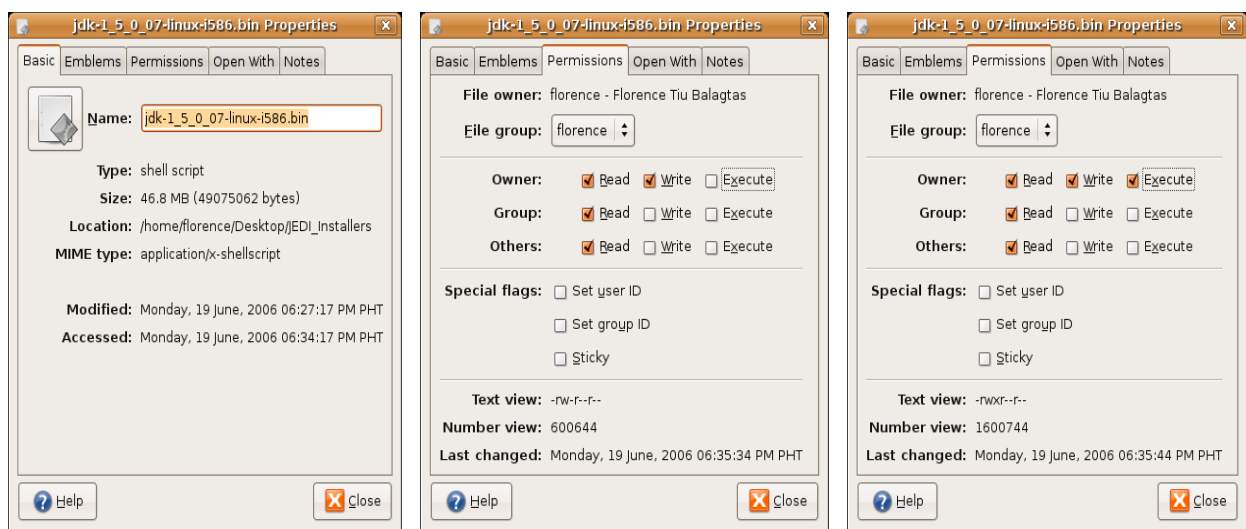 jdk-1_5_0_07-linux-i586.bin Properties
Basic Emblems Permissions Open With Notes
Name: jdk-1_5_0_07-linux-i586.bin
Type: shell script
Size: 46.8 MB (49075062 bytes)
Location: /home/florence/Desktop/JEDI_Installers
MIME type: application/x-shellscript
Modified: Monday, 19 June, 2006 06:27:17 PM PHT
Accessed: Monday, 19 June, 2006 06:34:17 PM PHT
Help Close
jdk-1_5_0_07-linux-i586.bin Properties
Basic Emblems Permissions Open With Notes
File owner: florence - Florence Tiu Balagtas
File group: florence
Owner: Read Write Execute
Group: Read Write Execute
Others: Read Write Execute
Special flags: Set user ID
Set group ID
Sticky
Text view: -rw-r--r--
Number view: 600644
Last changed: Monday, 19 June, 2006 06:35:34 PM PHT
Help Close
jdk-1_5_0_07-linux-i586.bin Properties
Basic Emblems Permissions Open With Notes
File owner: florence - Florence Tiu Balagtas
File group: florence
Owner: Read Write Execute
Group: Read Write Execute
Others: Read Write Execute
Special flags: Set user ID
Set group ID
Sticky
Text view: -rwxr--r--
Number view: 1600744
Last changed: Monday, 19 June, 2006 06:35:44 PM PHT
Help Close